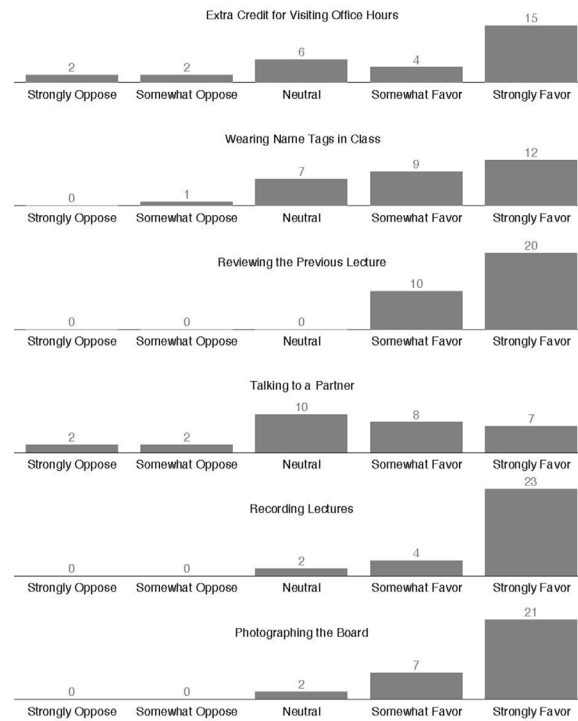 Extra Credit for Visiting Office Hours
2 2 6 4 15
Strongly Oppose Somewhat Oppose Neutral Somewhat Favor Strongly Favor
Wearing Name Tags in Class
0 1 7 9 12
Strongly Oppose Somewhat Oppose Neutral Somewhat Favor Strongly Favor
Reviewing the Previous Lecture
0 0 0 10 20
Strongly Oppose Somewhat Oppose Neutral Somewhat Favor Strongly Favor
Talking to a Partner
2 2 10 8 7
Strongly Oppose Somewhat Oppose Neutral Somewhat Favor Strongly Favor
Recording Lectures
0 0 2 4 23
Strongly Oppose Somewhat Oppose Neutral Somewhat Favor Strongly Favor
Photographing the Board
0 0 2 7 21
Strongly Oppose Somewhat Oppose Neutral Somewhat Favor Strongly Favor